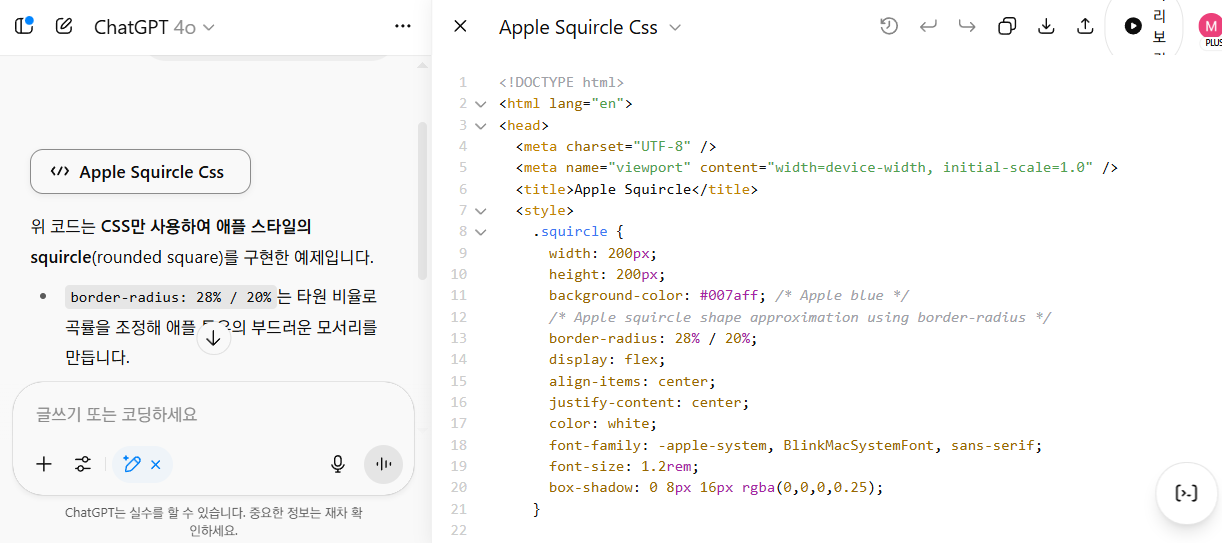 ChatGPT 4o
Apple Squircle Css
리
보
M
PLUS
Apple Squircle Css
위 코드는 CSS만 사용하여 애플 스타일의
squircle(rounded square)를 구현한 예제입니다.
border-radius: 28% / 20%는 타원 비율로
곡률을 조정해 애플 의 부드러운 모서리를
만듭니다.
글쓰기 또는 코딩하세요
ChatGPT는 실수를 할 수 있습니다. 중요한 정보는 재차 확
인하세요.
1 <!DOCTYPE html>
2 <html lang="en">
3 <head>
4 <meta charset="UTF-8" />
5 <meta name="viewport" content="width=device-width, initial-scale=1.0" />
6 <title>Apple Squircle</title>
7 <style>
8 .squircle {
9 width: 200px;
10 height: 200px;
11 background-color: #007aff; /* Apple blue */
12 /* Apple squircle shape approximation using border-radius */
13 border-radius: 28% / 20%;
14 display: flex;
15 align-items: center;
16 justify-content: center;
17 color: white;
18 font-family: -apple-system, BlinkMacSystemFont, sans-serif;
19 font-size: 1.2rem;
20 box-shadow: 0 8px 16px rgba(0,0,0,0.25);
21 }
22